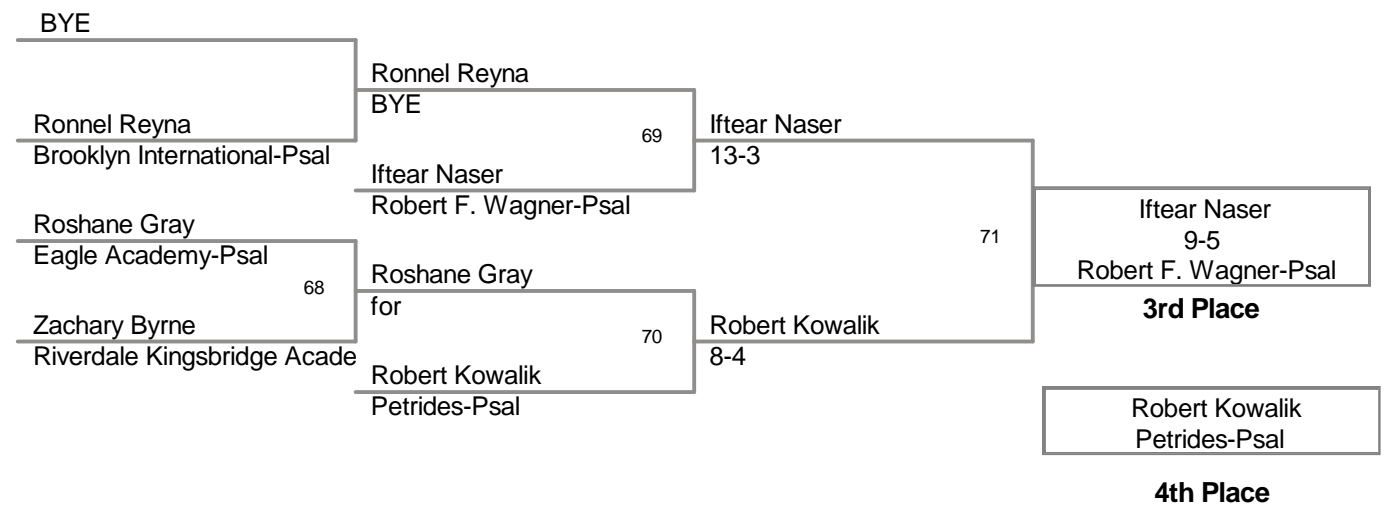 BYE
Ronnel Reyna
BYE
Ronnel Reyna
Brooklyn International-Psal
69
Iftear Naser
13-3
Iftear Naser
Robert F. Wagner-Psal
Roshane Gray
Eagle Academy-Psal
71
Iftear Naser
9-5
Robert F. Wagner-Psal
3rd Place
68
Roshane Gray
for
Zachary Byrne
Riverdale Kingsbridge Acade
70
Robert Kowalik
8-4
Robert Kowalik
Petrides-Psal
Robert Kowalik
Petrides-Psal
4th Place